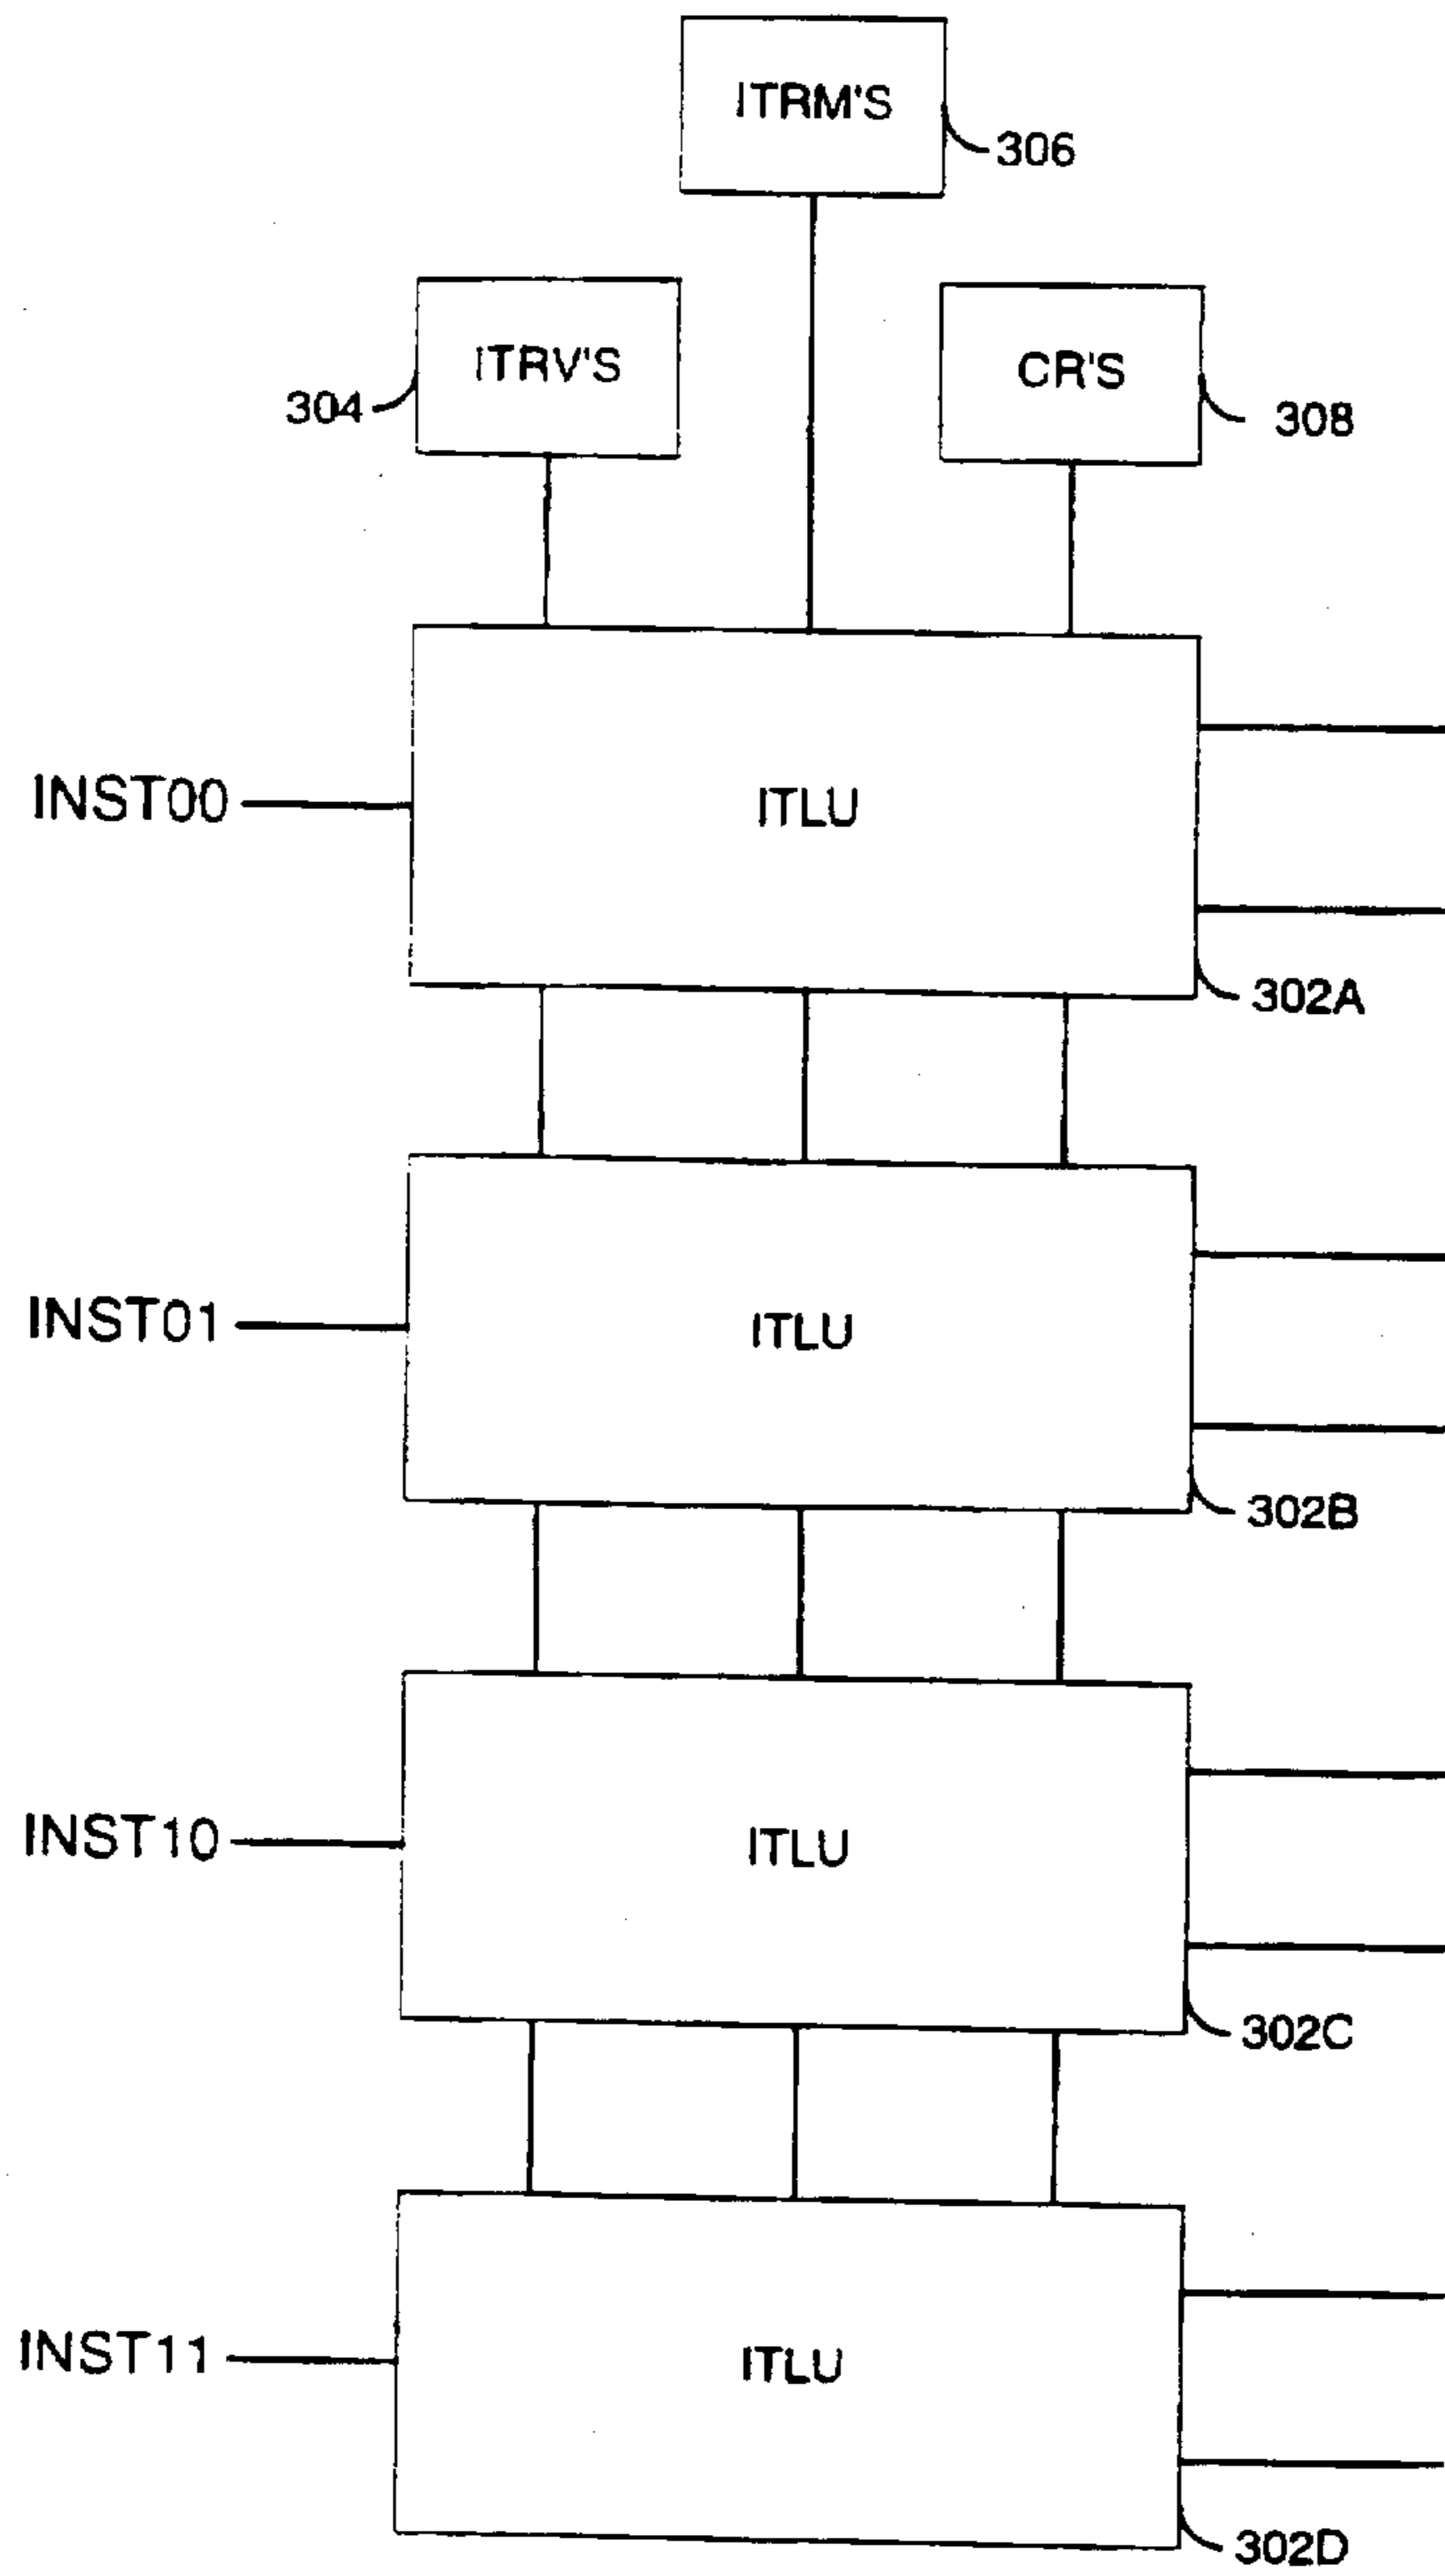 ITRM'S
306
ITRV'S
304
CR'S
308
INST00
ITLU
302A
INST01
ITLU
302B
INST10
ITLU
302C
INST11
ITLU
302D